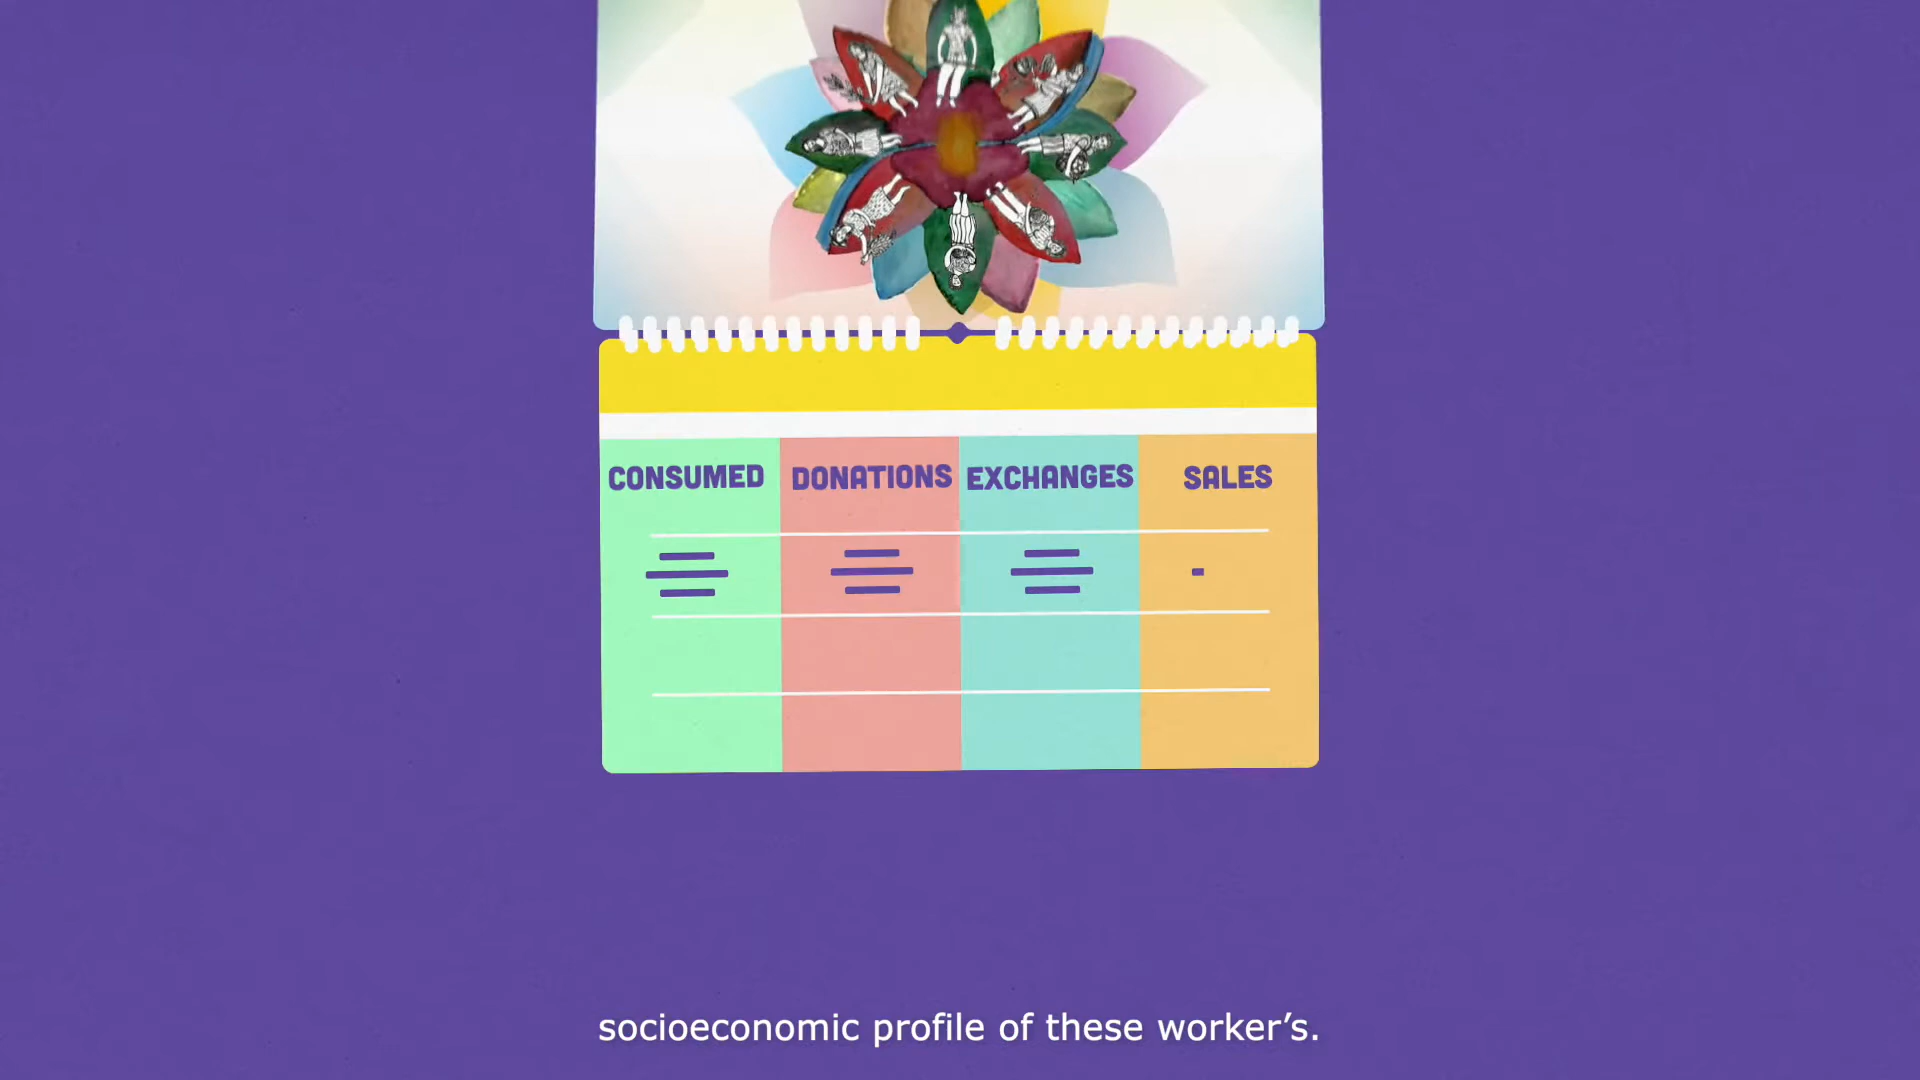 CONSUMED DONATIONS EXCHANGES SALES
socioeconomic profile of these worker’s.